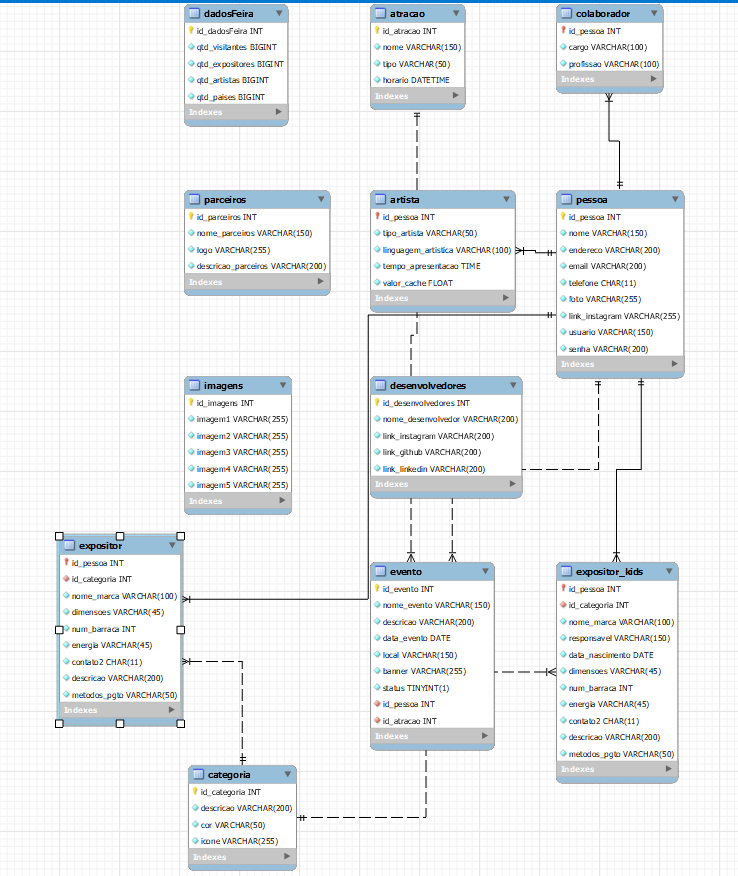 dadosFeira
id_dadosFeira INT
qtd_visitantes BIGINT
qtd_expositores BIGINT
qtd_artistas BIGINT
qtd_paises BIGINT
Indexes
atracao
id_atracao INT
nome VARCHAR(150)
tipo VARCHAR(50)
horario DATETIME
Indexes
colaborador
id_pessoa INT
cargo VARCHAR(100)
profissao VARCHAR(100)
Indexes
parceiros
id_parceiros INT
nome_parceiros VARCHAR(150)
logo VARCHAR(255)
descricao_parceiros VARCHAR(200)
Indexes
artista
id_pessoa INT
tipo_artista VARCHAR(50)
linguagem_artistica VARCHAR(100)
tempo_apresentacao TIME
valor_cache FLOAT
Indexes
pessoa
id_pessoa INT
nome VARCHAR(150)
endereco VARCHAR(200)
email VARCHAR(200)
telefone CHAR(11)
foto VARCHAR(255)
link_instagram VARCHAR(255)
usuario VARCHAR(150)
senha VARCHAR(200)
Indexes
imagens
id_imagens INT
imagem1 VARCHAR(255)
imagem2 VARCHAR(255)
imagem3 VARCHAR(255)
imagem4 VARCHAR(255)
imagem5 VARCHAR(255)
Indexes
desenvolvedores
id_desenvolvedores INT
nome_desenvolvedor VARCHAR(200)
link_instagram VARCHAR(200)
link_github VARCHAR(200)
link_linkedin VARCHAR(200)
Indexes
expositor
id_pessoa INT
id_categoria INT
nome_marca VARCHAR(100)
dimensoes VARCHAR(45)
num_barraca INT
energia VARCHAR(45)
contato2 CHAR(11)
descricao VARCHAR(200)
metodos_pgto VARCHAR(50)
Indexes
evento
id_evento INT
nome_evento VARCHAR(150)
descricao VARCHAR(200)
data_evento DATE
local VARCHAR(150)
banner VARCHAR(255)
status TINYINT(1)
id_pessoa INT
id_atracao INT
Indexes
expositor_kids
id_pessoa INT
id_categoria INT
nome_marca VARCHAR(100)
responsavel VARCHAR(150)
data_nascimento DATE
dimensoes VARCHAR(45)
num_barraca INT
energia VARCHAR(45)
contato2 CHAR(11)
descricao VARCHAR(200)
metodos_pgto VARCHAR(50)
Indexes
categoria
id_categoria INT
descricao VARCHAR(200)
cor VARCHAR(50)
icone VARCHAR(255)
Indexes